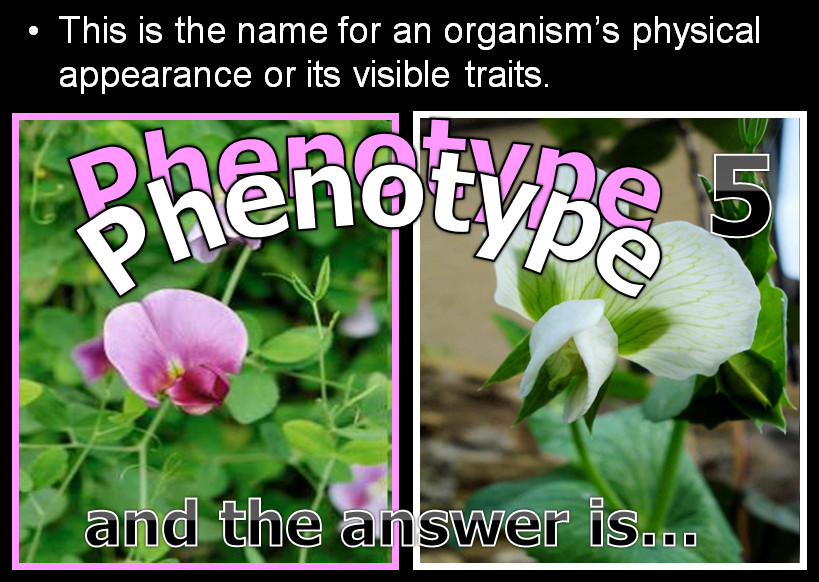 • This is the name for an organism’s physical
appearance or its visible traits.
Phenotype
Phenotype
5
and the answer is...